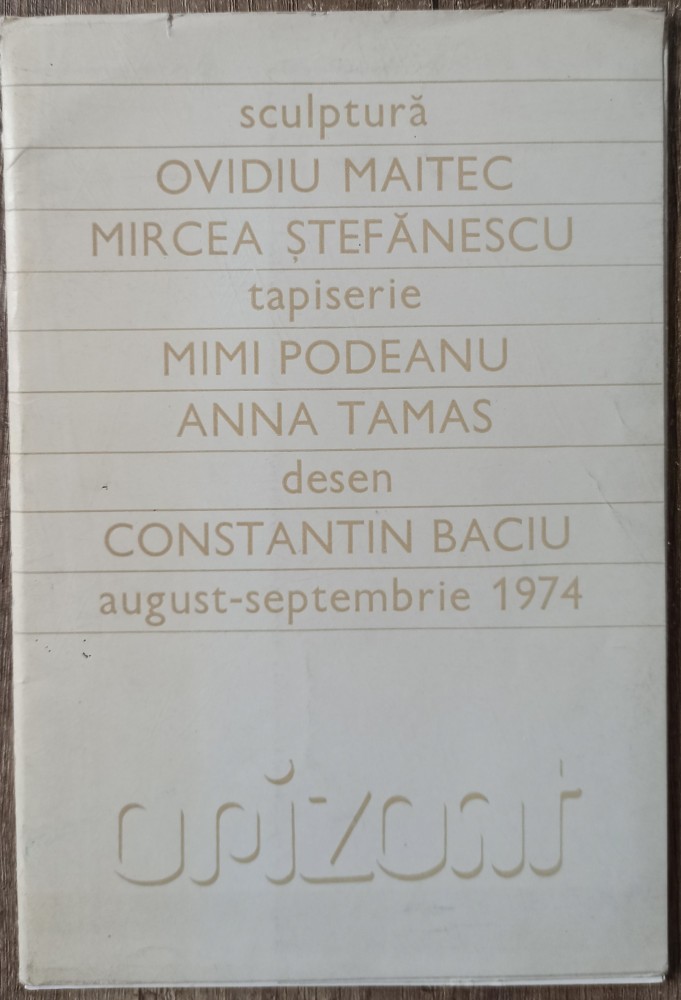 sculptură
OVIDIU MAITEC
MIRCEA ȘTEFĂNESCU
tapiserie
MIMI PODEANU
ANNA TAMAS
desen
CONSTANTIN BACIU
august-septembrie 1974
orizont